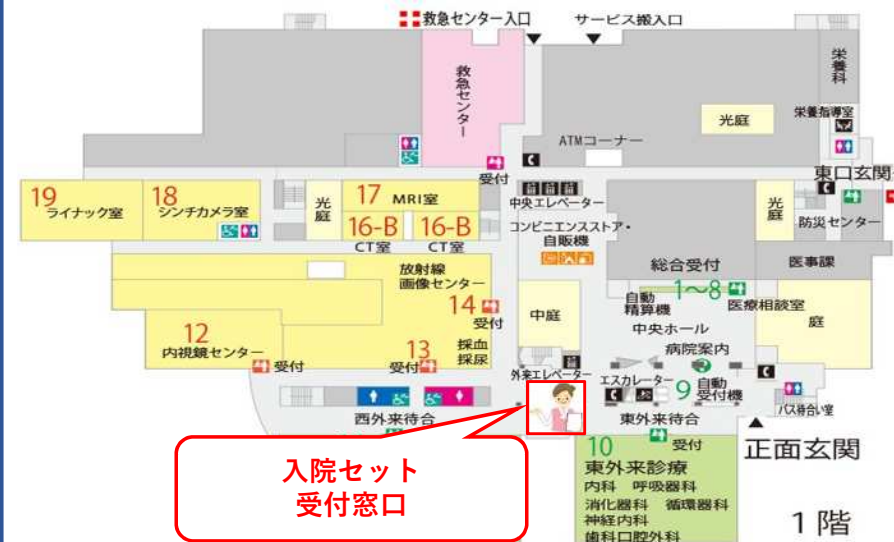 救急センター入口
サービス搬入口
救急センター
栄養科
光庭
栄養指導室
ATMコーナー
受付
東口玄関
19
ライナック室
18
シンチカメラ室
光庭
17 MRI室
16-B 16-B
CT室 CT室
中央エレベーター
コンビニエンスストア・
自販機
光庭
防災センター
放射線
画像センター
総合受付
医事課
14
受付
中庭
自動
精算機
1〜8
医療相談室
庭
中央ホール
12
内視鏡センター
受付
13
受付
採血
採尿
病院案内
外来エレベーター
エスカレーター
9 自動
受付機
バス待合い室
西外来待合
東外来待合
正面玄関
入院セット
受付窓口
10
受付
東外来診療
内科 呼吸器科
消化器科 循環器科
神経内科
歯科口腔外科
1階